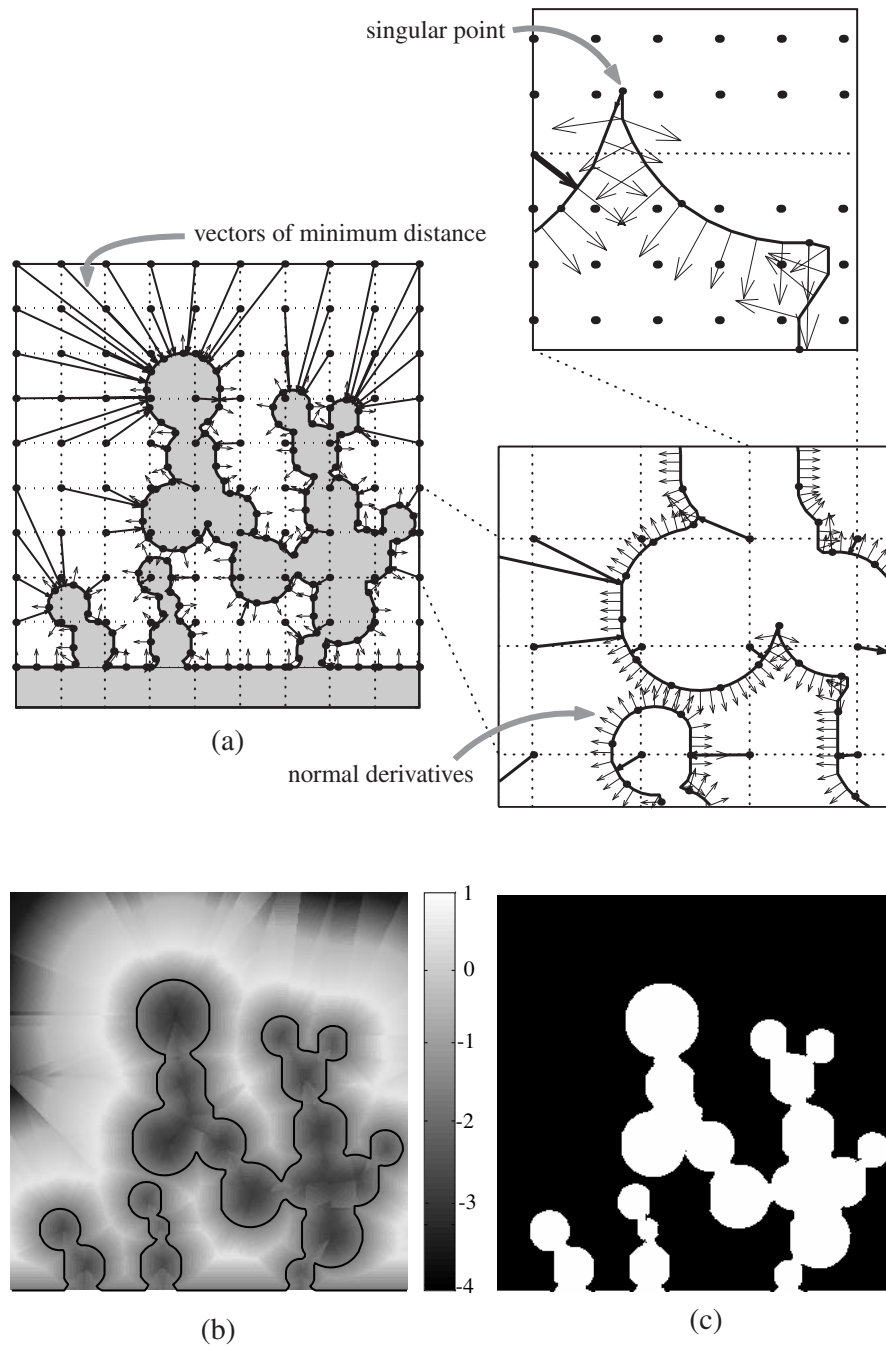 singular point
vectors of minimum distance
(a)
normal derivatives
1
0
-1
-2
-3
-4
(b)
(c)